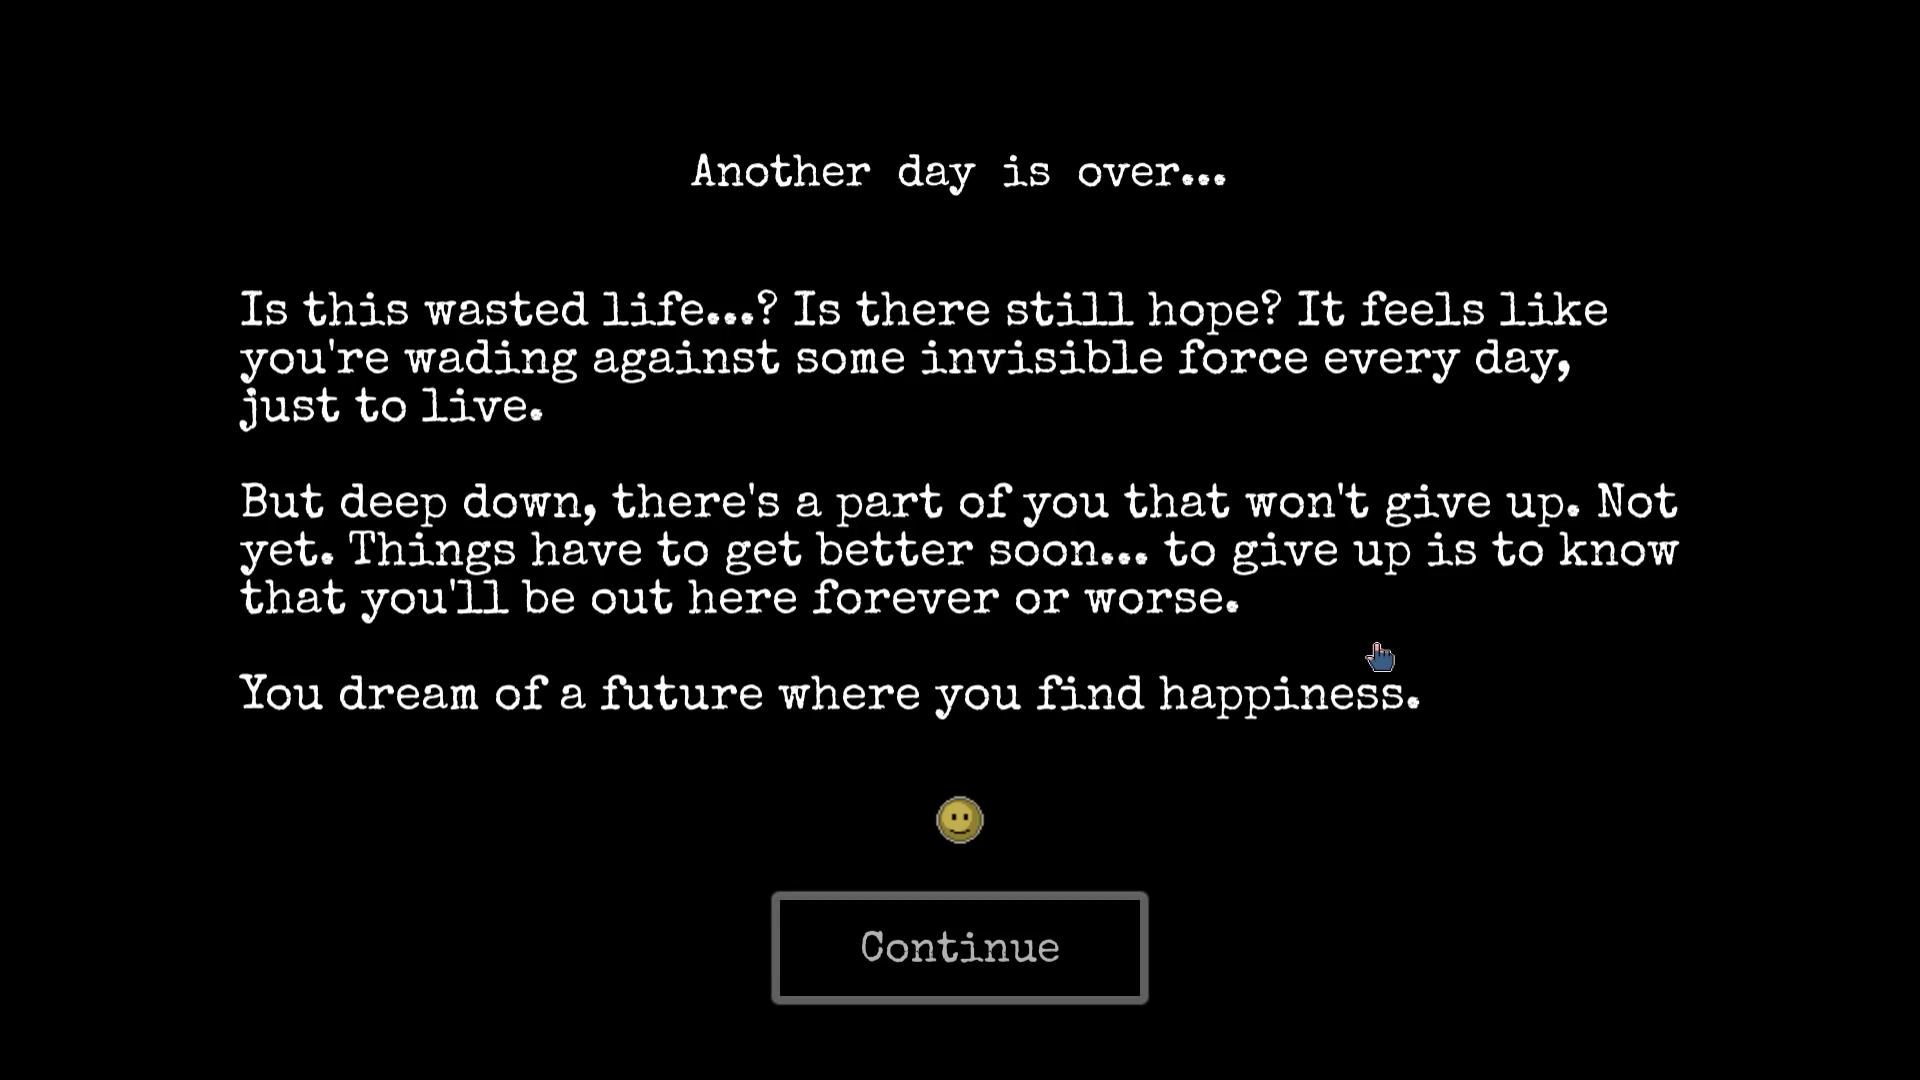 Another day is over...
Is this wasted life...? Is there still hope? It feels like
you're wading against some invisible force every day,
just to live.
But deep down, there's a part of you that won't give up. Not
yet. Things have to get better soon... to give up is to know
that you'll be out here forever or worse.
You dream of a future where you find happiness.
Continue